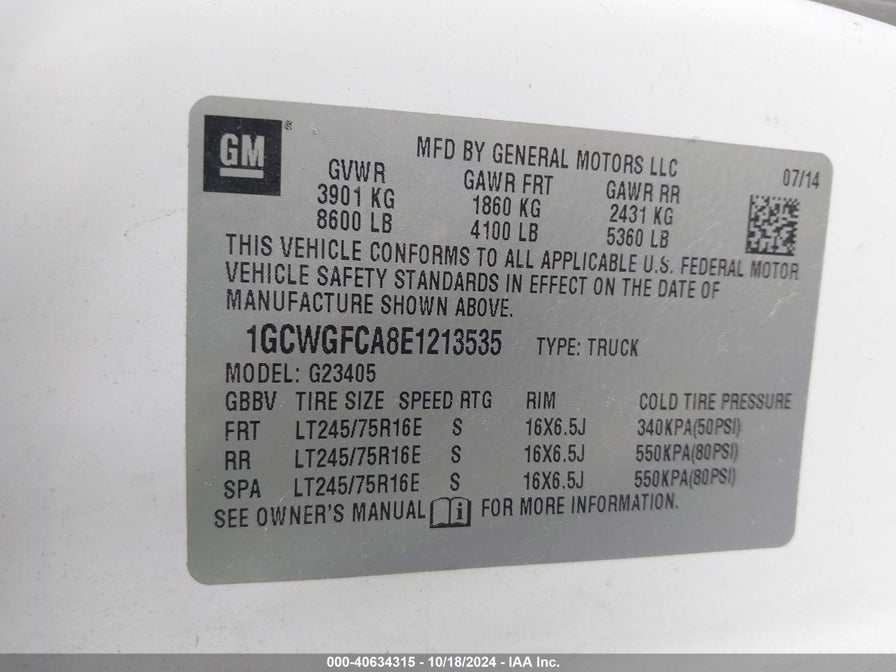 GM ®
MFD BY GENERAL MOTORS LLC
07/14
GVWR GAWR FRT GAWR RR
3901 KG 1860 KG 2431 KG
8600 LB 4100 LB 5360 LB
THIS VEHICLE CONFORMS TO ALL APPLICABLE U.S. FEDERAL MOTOR
VEHICLE SAFETY STANDARDS IN EFFECT ON THE DATE OF
MANUFACTURE SHOWN ABOVE.
1GCWGFCA8E1213535 TYPE: TRUCK
MODEL: G23405
GBBV TIRE SIZE SPEED RTG RIM COLD TIRE PRESSURE
FRT LT245/75R16E S 16X6.5J 340KPA(50PSI)
RR LT245/75R16E S 16X6.5J 550KPA(80PSI)
SPA LT245/75R16E S 16X6.5J 550KPA(80PSI)
SEE OWNER'S MANUAL i FOR MORE INFORMATION.
000-40634315 - 10/18/2024 - IAA Inc.